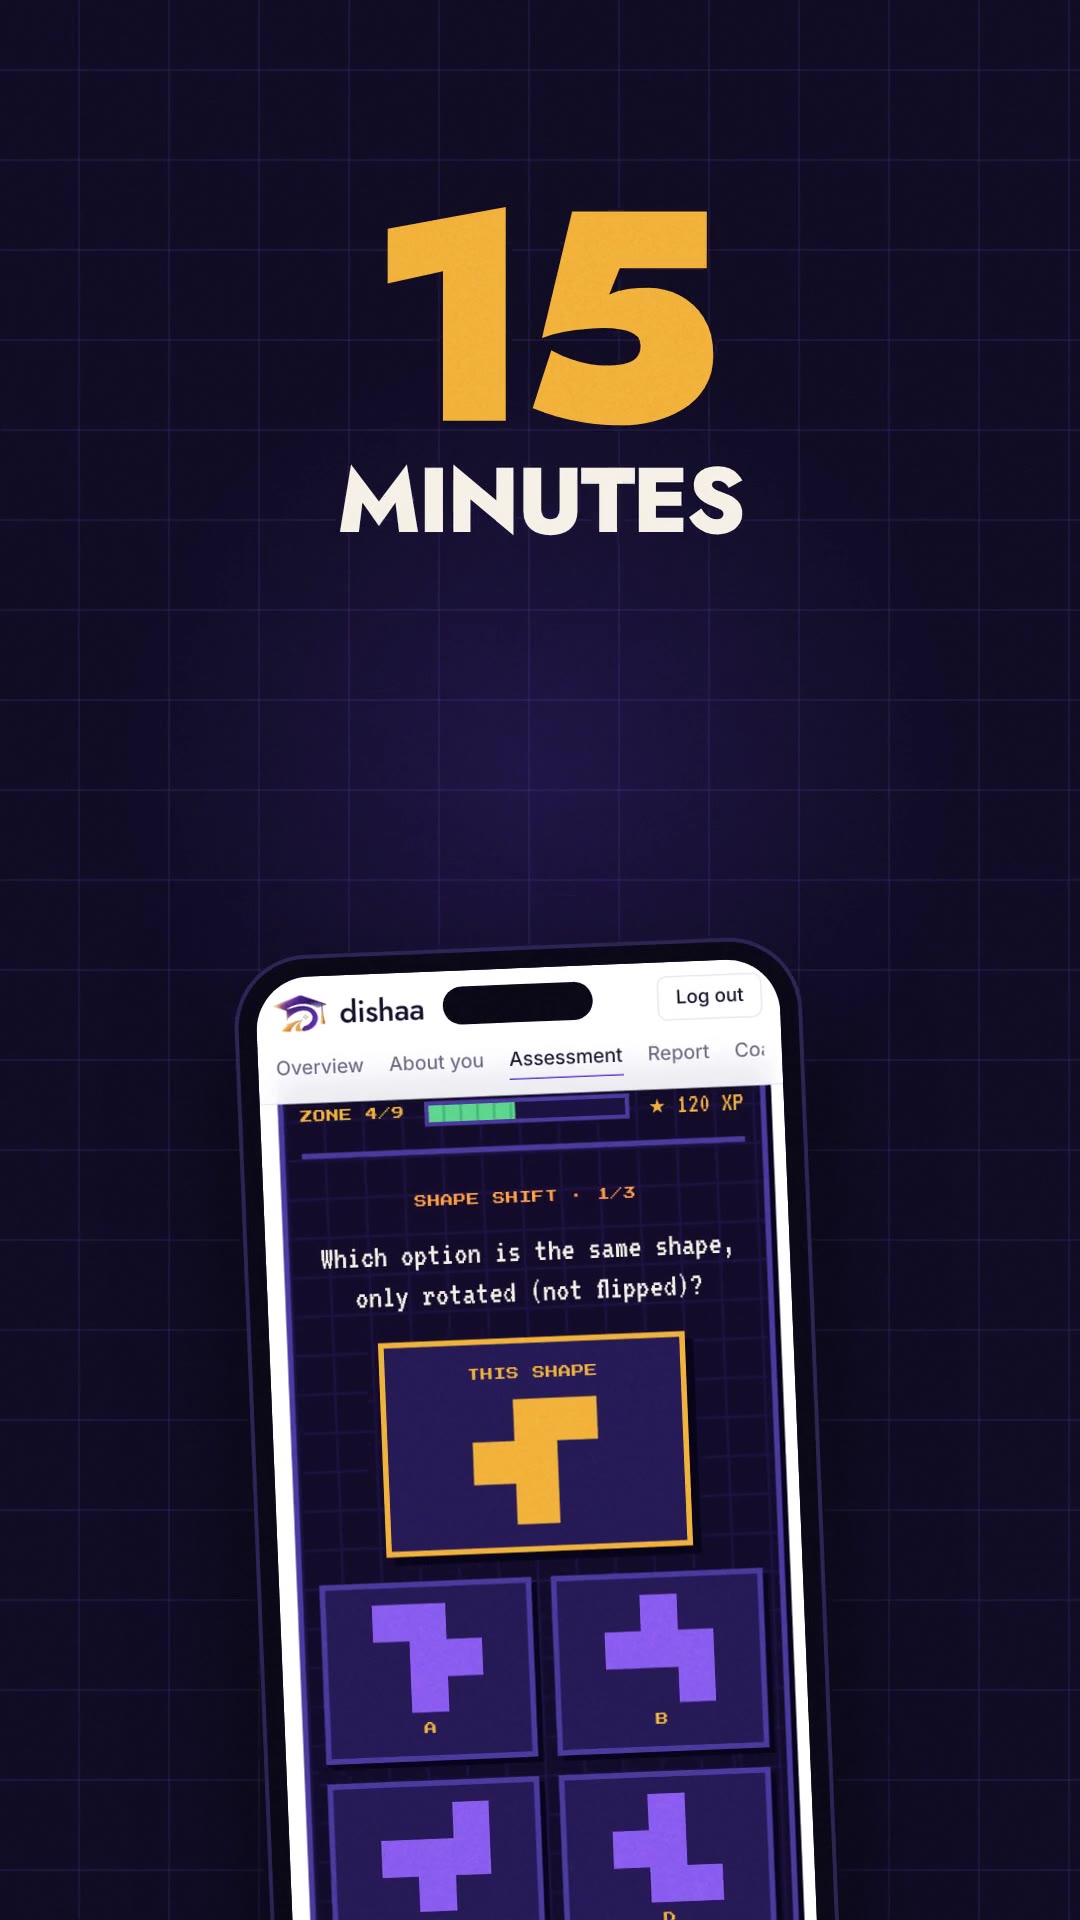 15
MINUTES
dishaa
Log out
Overview About you Assessment Report Coa
ZONE 4/9 ★ 120 XP
SHAPE SHIFT · 1/3
Which option is the same shape,
only rotated (not flipped)?
THIS SHAPE
A B
D